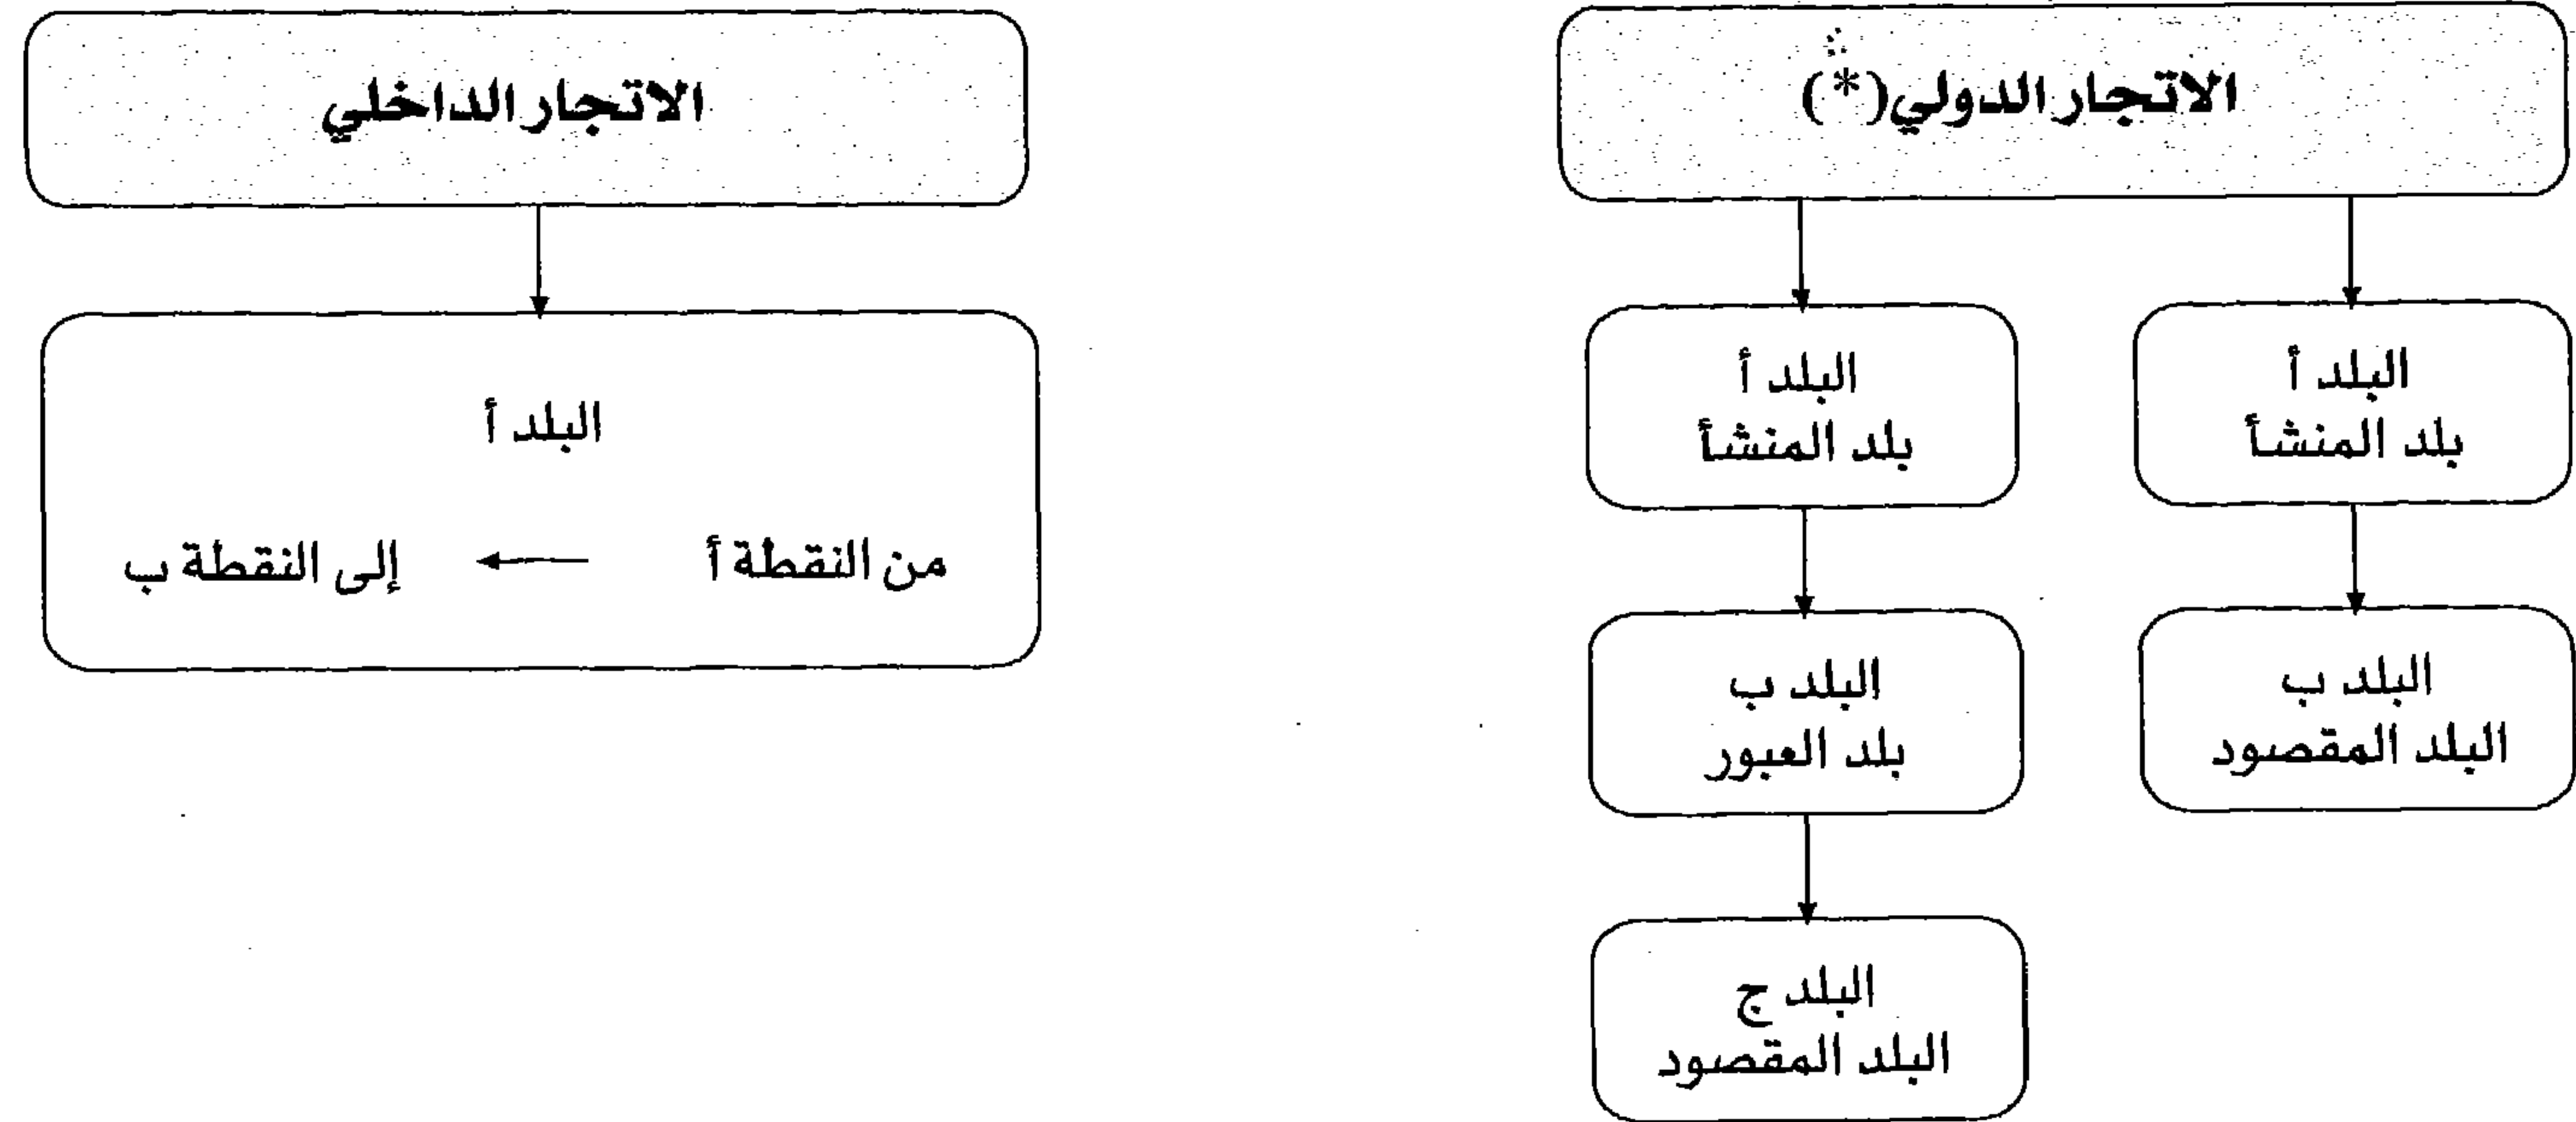 الاتجار الدولي(*)
البلد أ
بلد المنشأ
البلد ب
البلد المقصود
البلد أ
بلد المنشأ
البلد ب
بلد العبور
البلد ج
البلد المقصود
الاتجار الداخلي
البلد أ
من النقطة أ ← إلى النقطة ب